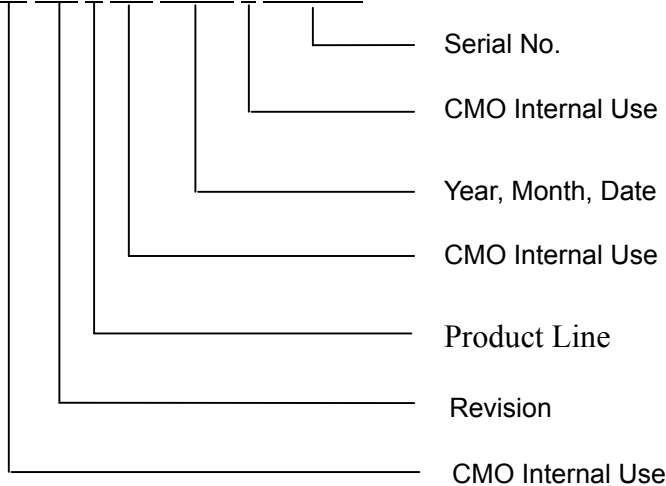 Serial No.
CMO Internal Use
Year, Month, Date
CMO Internal Use
Product Line
Revision
CMO Internal Use